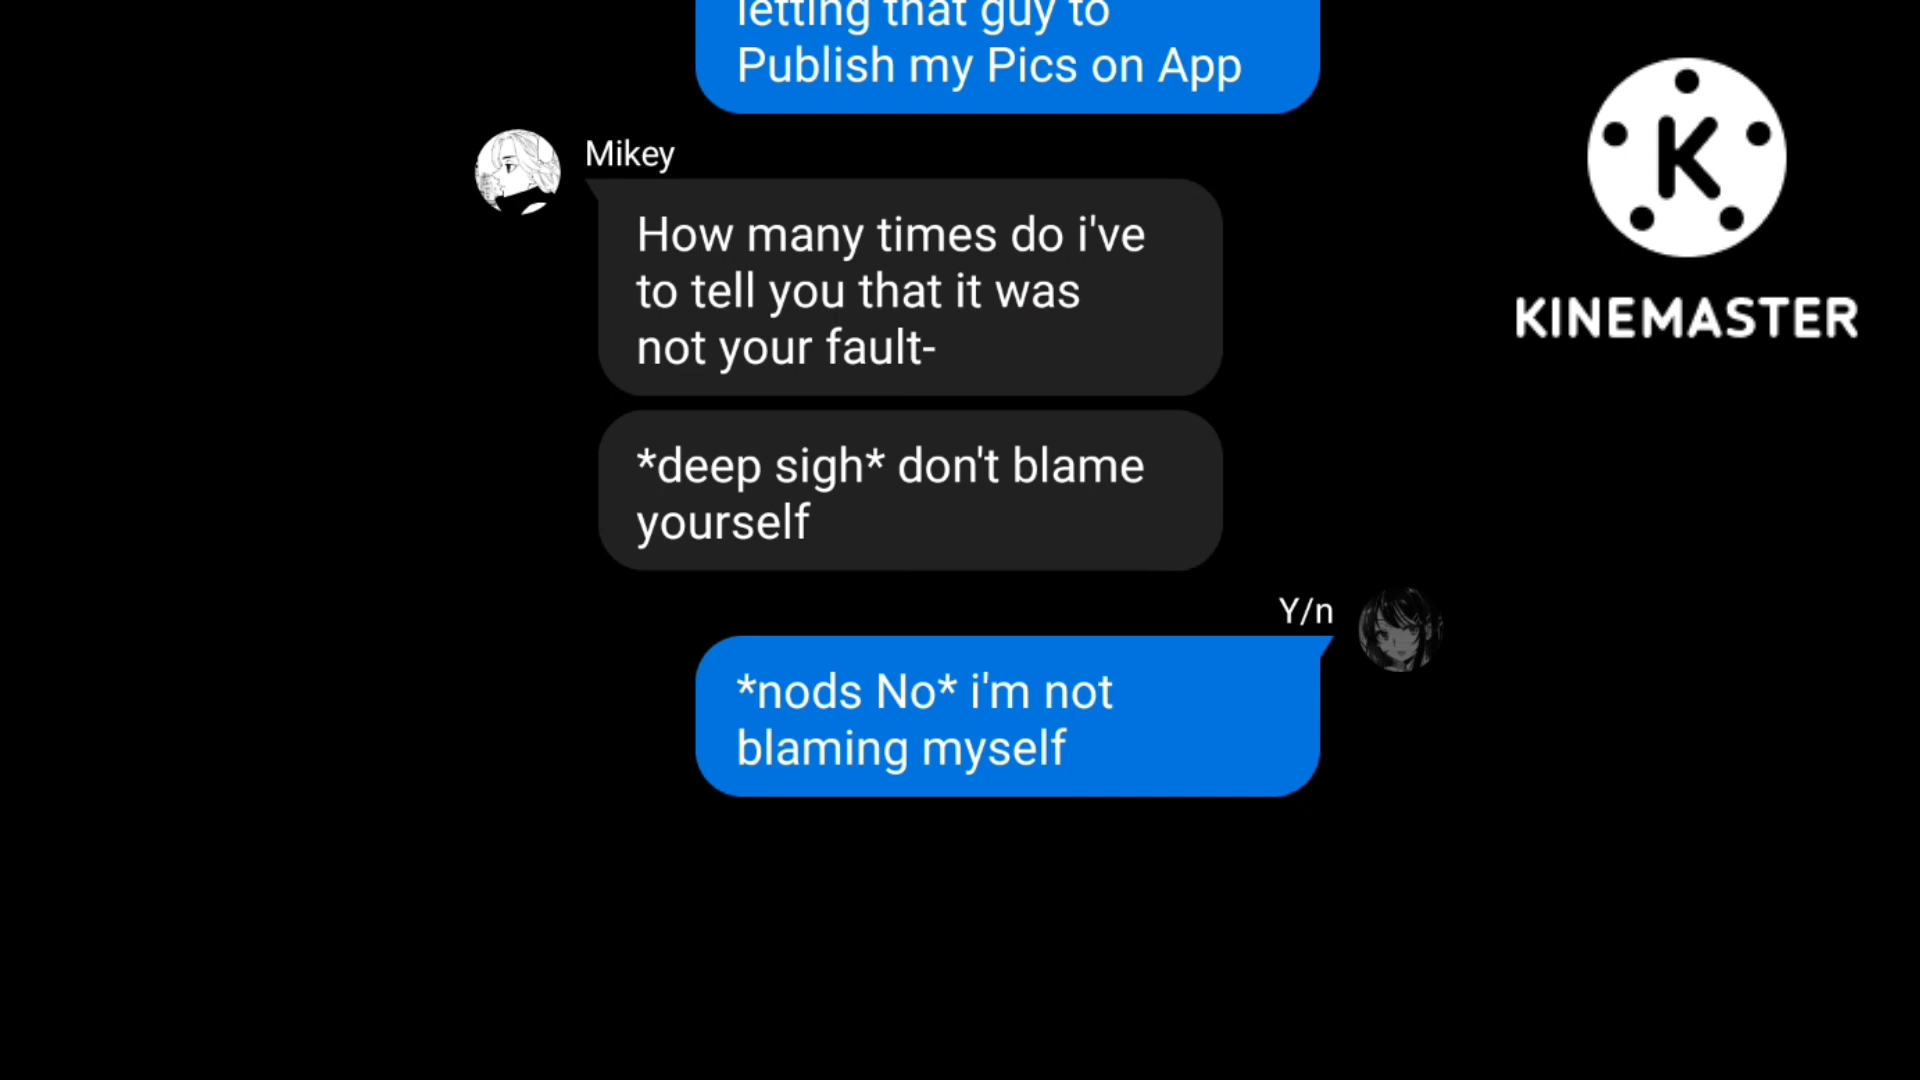 letting that guy to
Publish my Pics on App
Mikey
How many times do i've
to tell you that it was
not your fault-
*deep sigh* don't blame
yourself
Y/n
*nods No* i'm not
blaming myself
K
KINEMASTER